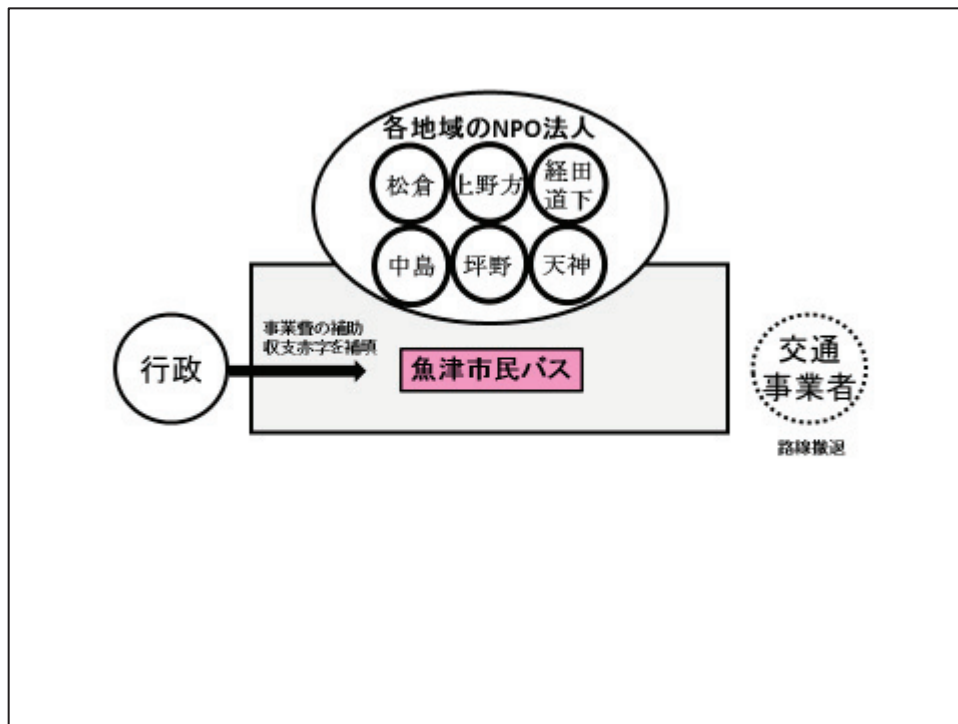 各地域のNPO法人
松倉
上野方
経田
道下
中島
坪野
天神
事業費の補助
収支赤字を補填
行政
魚津市民バス
交通
事業者
路線撤退